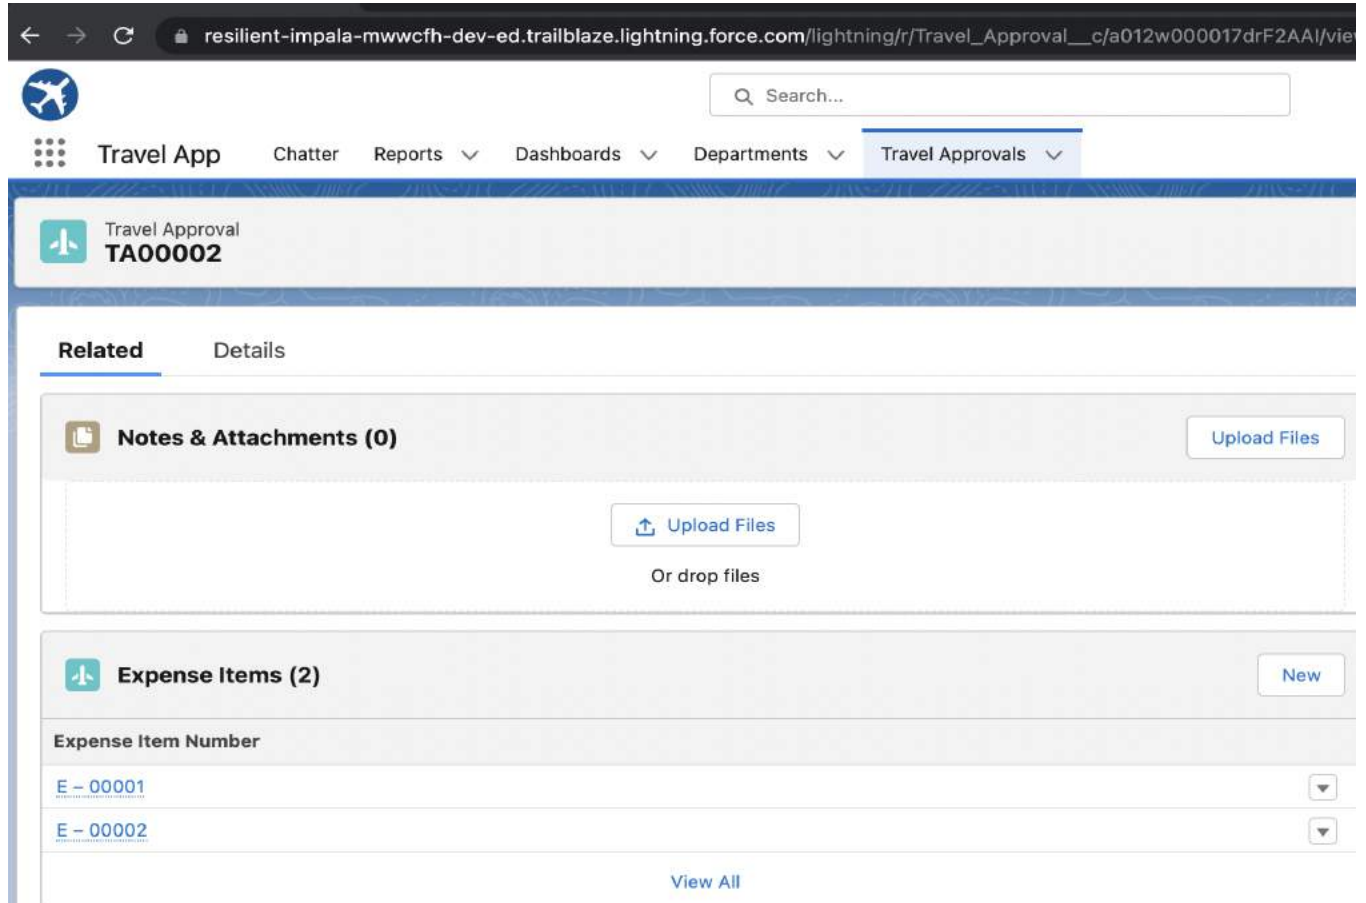 resilient-impala-mwwcfh-dev-ed.trailblaze.lightning.force.com/lightning/r/Travel_Approval__c/a012w000017drF2AAI/view
Search...
Travel App Chatter Reports Dashboards Departments Travel Approvals
Travel Approval
TA00002
Related Details
Notes & Attachments (0) Upload Files
Upload Files
Or drop files
Expense Items (2) New
Expense Item Number
E – 00001
E – 00002
View All